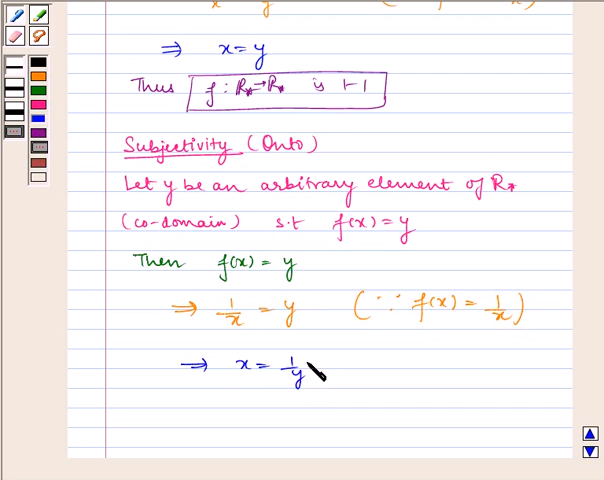 ⇒ x = y
Thus f : R* → R* is 1-1
Subjectivity (Onto)
Let y be an arbitrary element of R*
(co-domain) s.t f(x) = y
Then f(x) = y
⇒ 1/x = y (∵ f(x) = 1/x)
⇒ x = 1/y